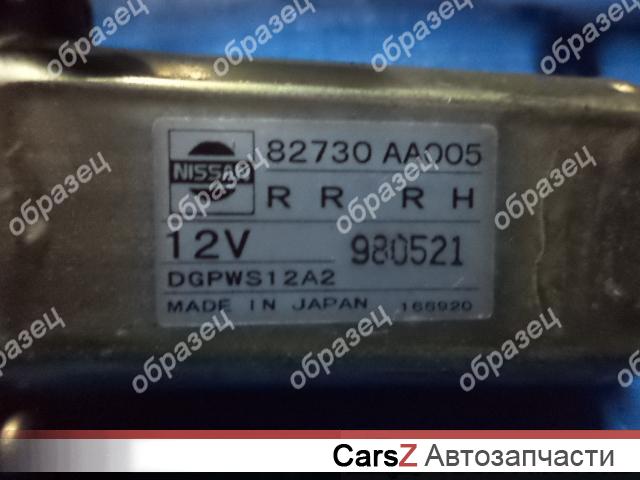 NISSAN
82730 AA005
R R R H
12V 980521
DGPWS12A2
MADE IN JAPAN 166920
образец
образец
образец
образец
образец
образец
образец
образец
образец
образец
образец
образец
CarsZ Автозапчасти